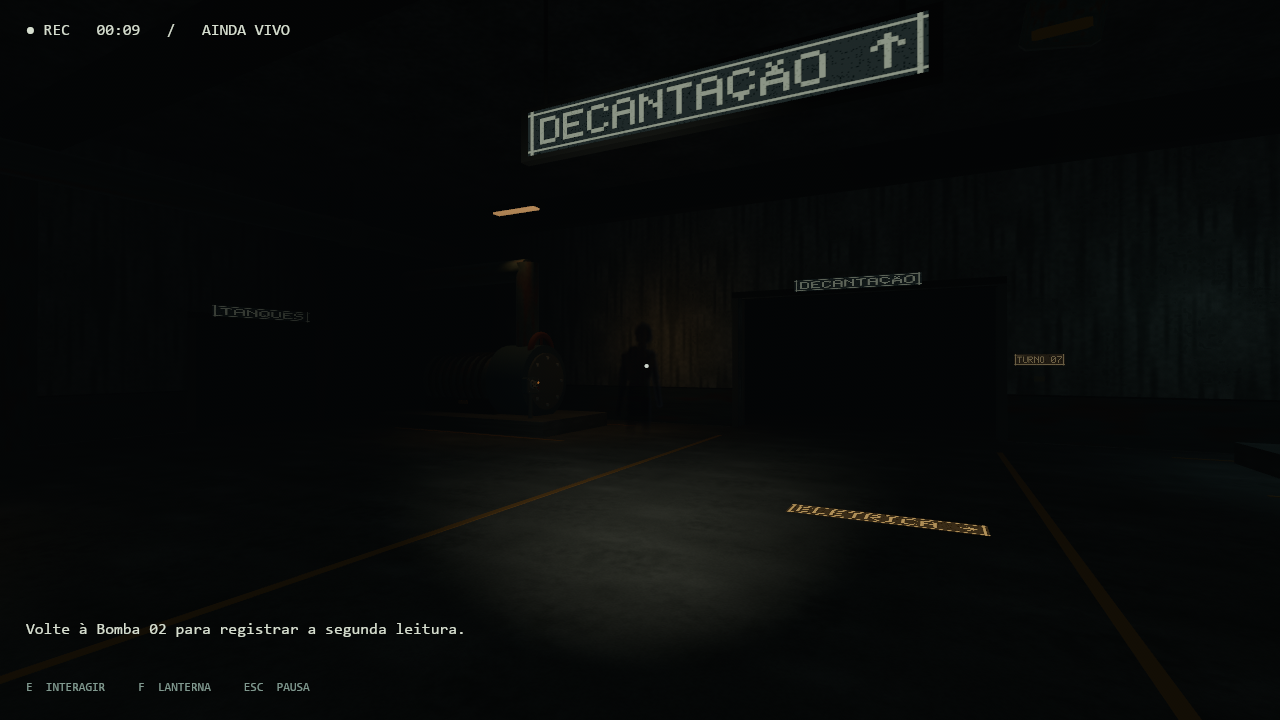 ● REC 00:09 / AINDA VIVO
DECANTAÇÃO ↑
DECANTAÇÃO
TANQUES
TURNO 07
ELETRICA
Volte à Bomba 02 para registrar a segunda leitura.
E INTERAGIR F LANTERNA ESC PAUSA